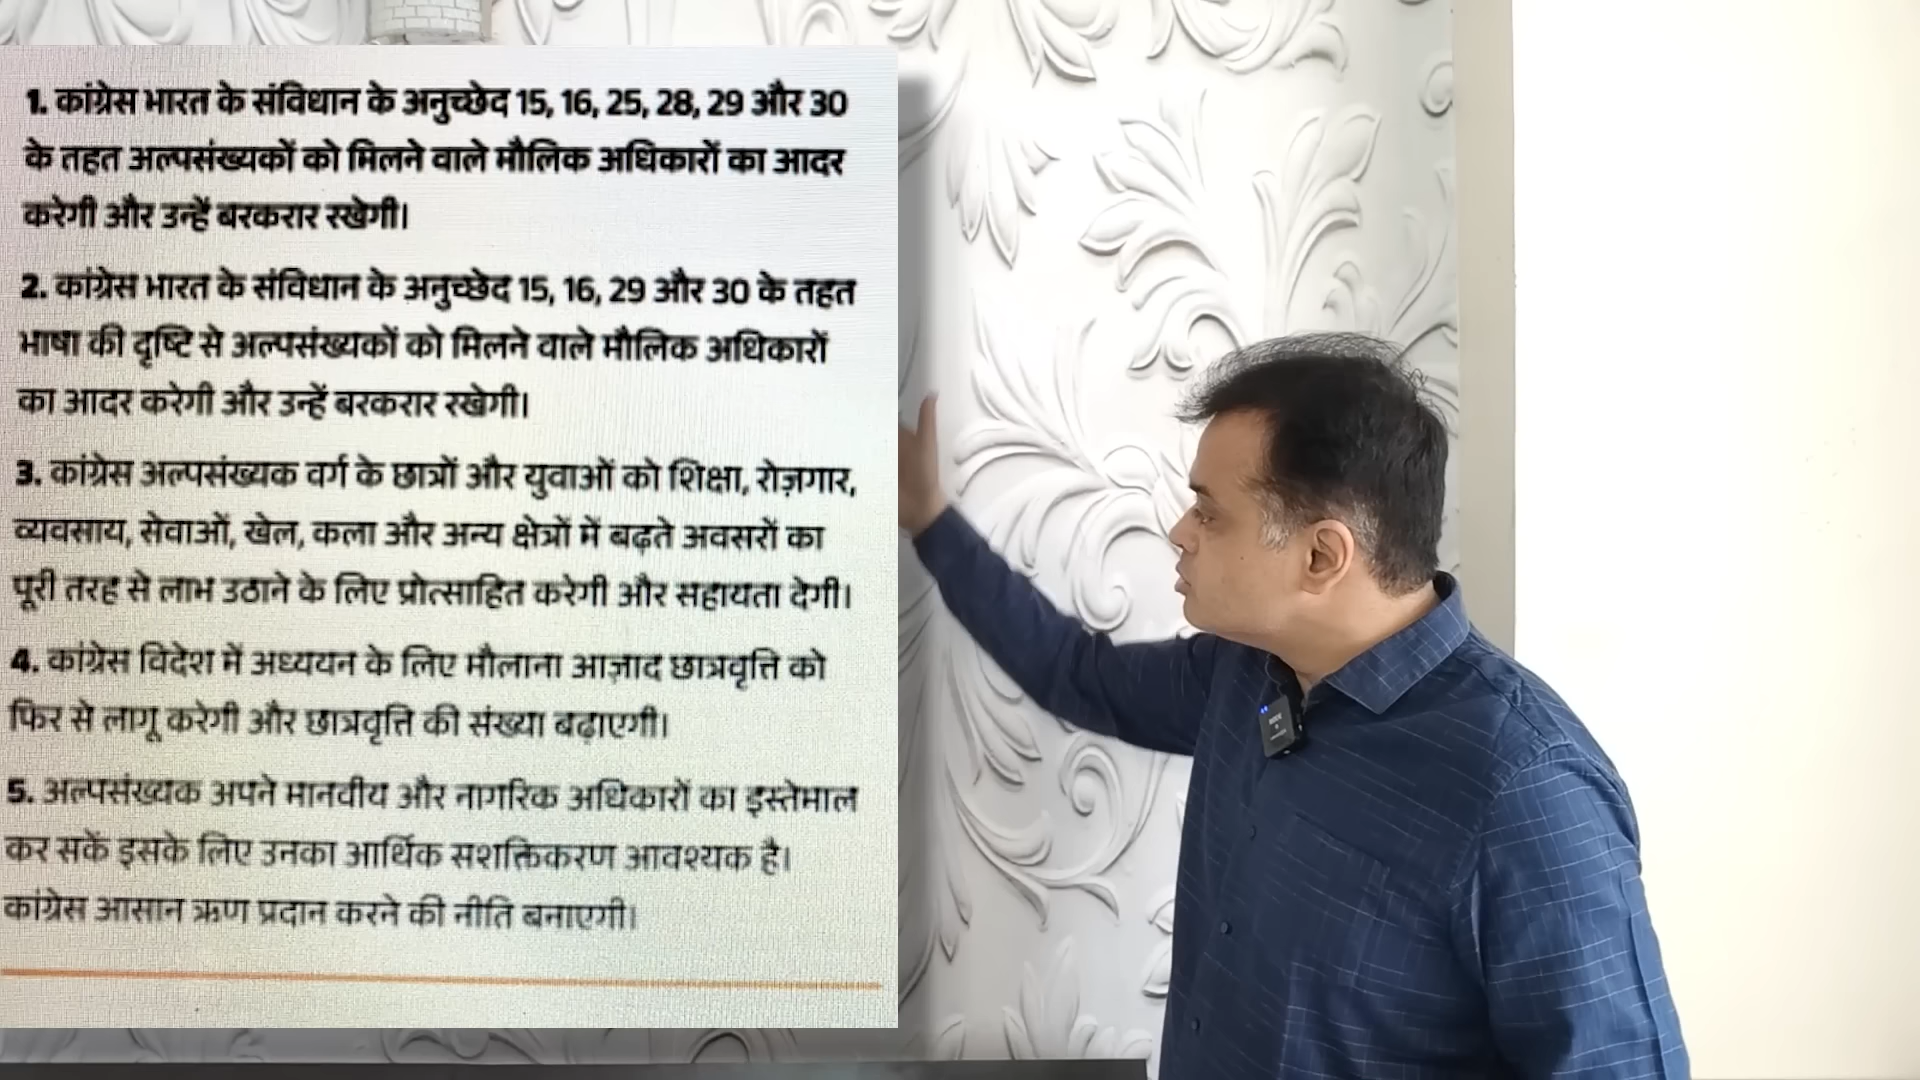 1. कांग्रेस भारत के संविधान के अनुच्छेद 15, 16, 25, 28, 29 और 30
के तहत अल्पसंख्यकों को मिलने वाले मौलिक अधिकारों का आदर
करेगी और उन्हें बरकरार रखेगी।
2. कांग्रेस भारत के संविधान के अनुच्छेद 15, 16, 29 और 30 के तहत
भाषा की दृष्टि से अल्पसंख्यकों को मिलने वाले मौलिक अधिकारों
का आदर करेगी और उन्हें बरकरार रखेगी।
3. कांग्रेस अल्पसंख्यक वर्ग के छात्रों और युवाओं को शिक्षा, रोज़गार,
व्यवसाय, सेवाओं, खेल, कला और अन्य क्षेत्रों में बढ़ते अवसरों का
पूरी तरह से लाभ उठाने के लिए प्रोत्साहित करेगी और सहायता देगी।
4. कांग्रेस विदेश में अध्ययन के लिए मौलाना आज़ाद छात्रवृत्ति को
फिर से लागू करेगी और छात्रवृत्ति की संख्या बढ़ाएगी।
5. अल्पसंख्यक अपने मानवीय और नागरिक अधिकारों का इस्तेमाल
कर सकें इसके लिए उनका आर्थिक सशक्तिकरण आवश्यक है।
कांग्रेस आसान ऋण प्रदान करने की नीति बनाएगी।